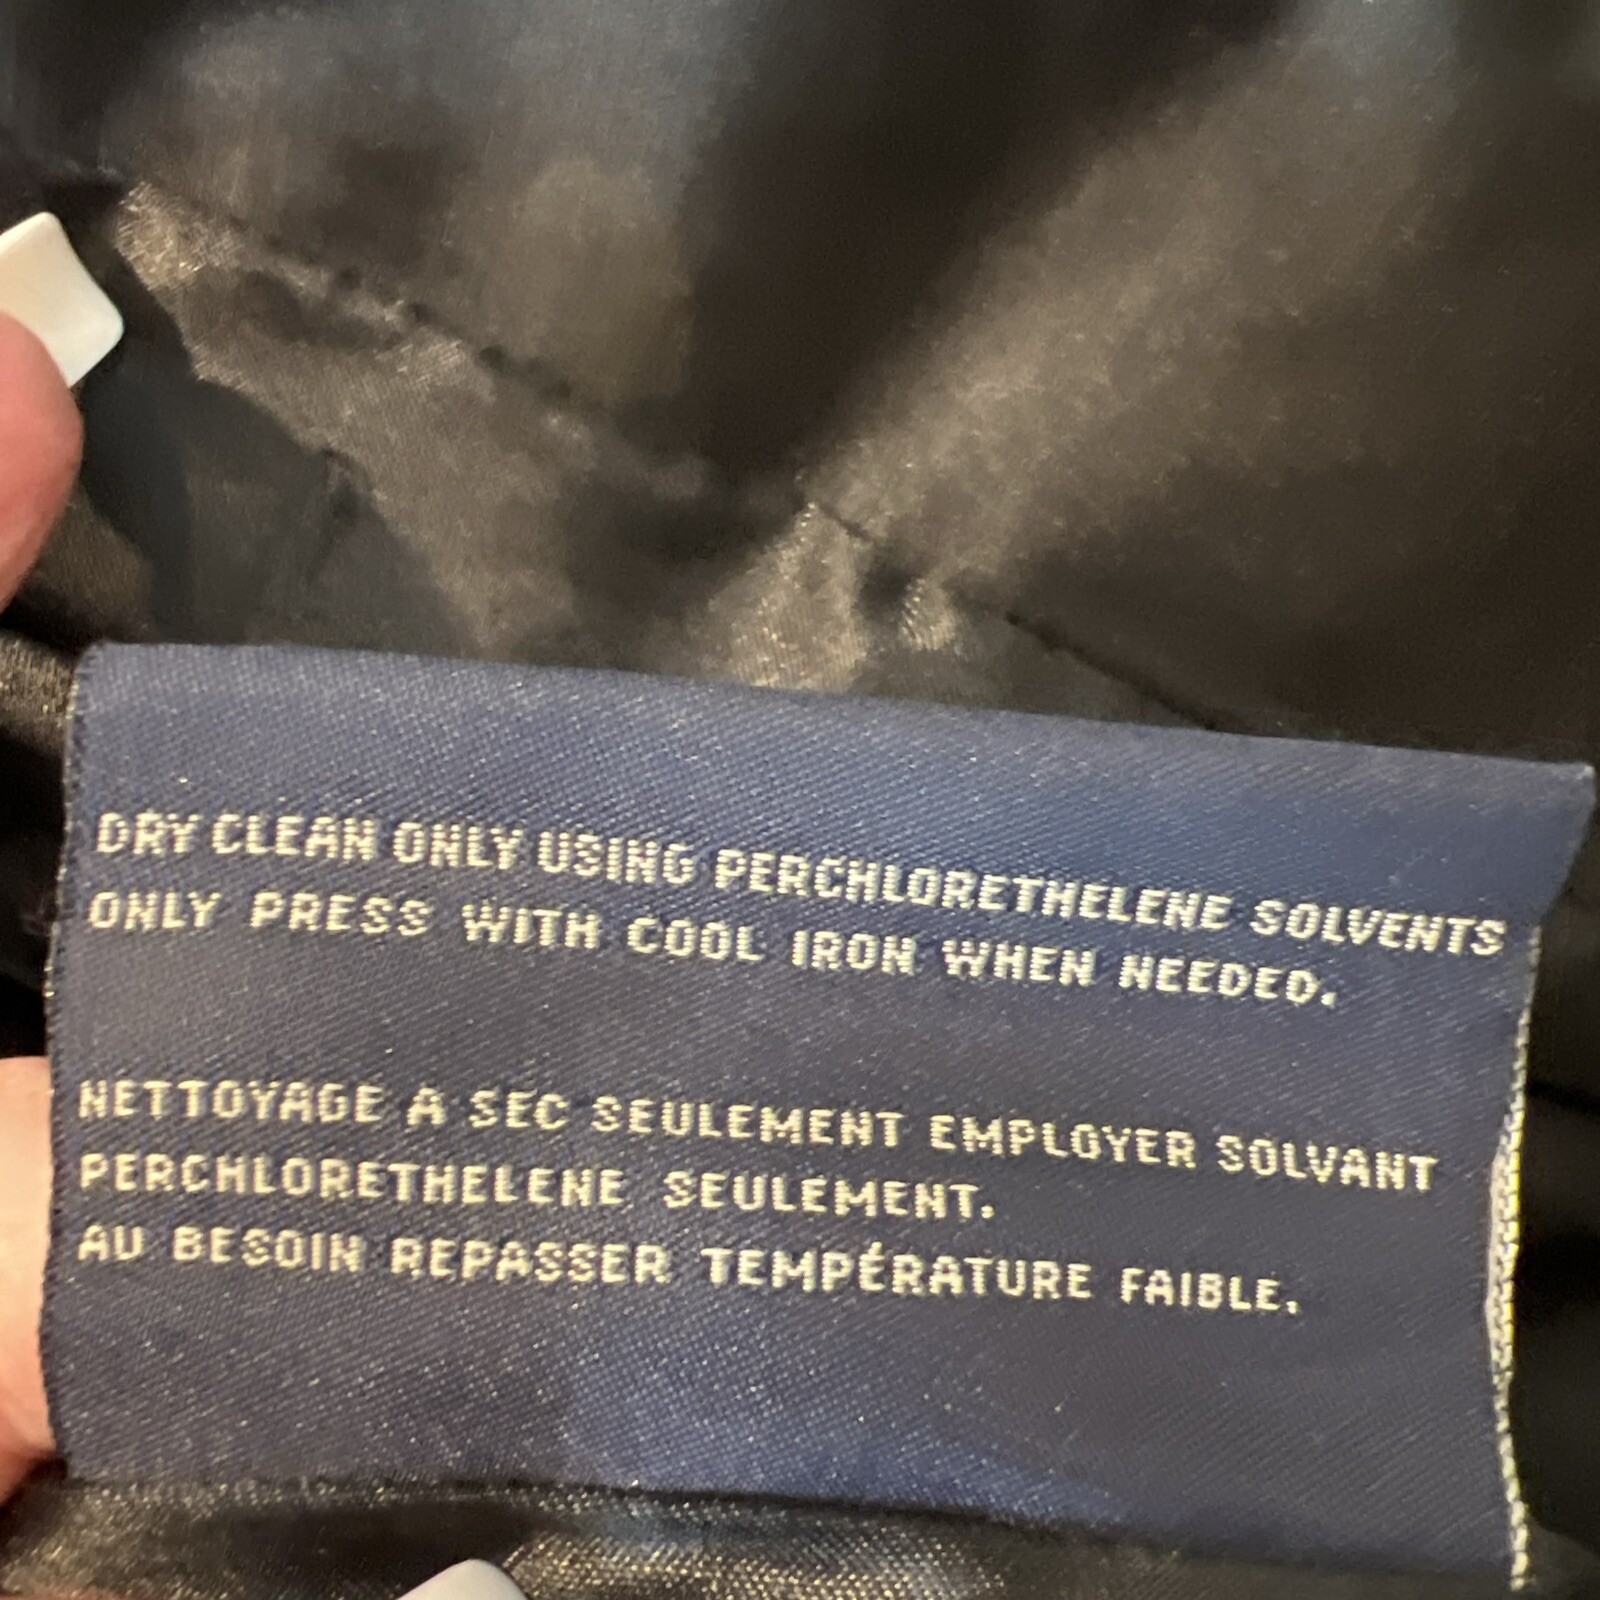 DRY CLEAN ONLY USING PERCHLORETHELENE SOLVENTS
ONLY PRESS WITH COOL IRON WHEN NEEDED.
NETTOYAGE A SEC SEULEMENT EMPLOYER SOLVANT
PERCHLORETHELENE SEULEMENT.
AU BESOIN REPASSER TEMPÉRATURE FAIBLE.